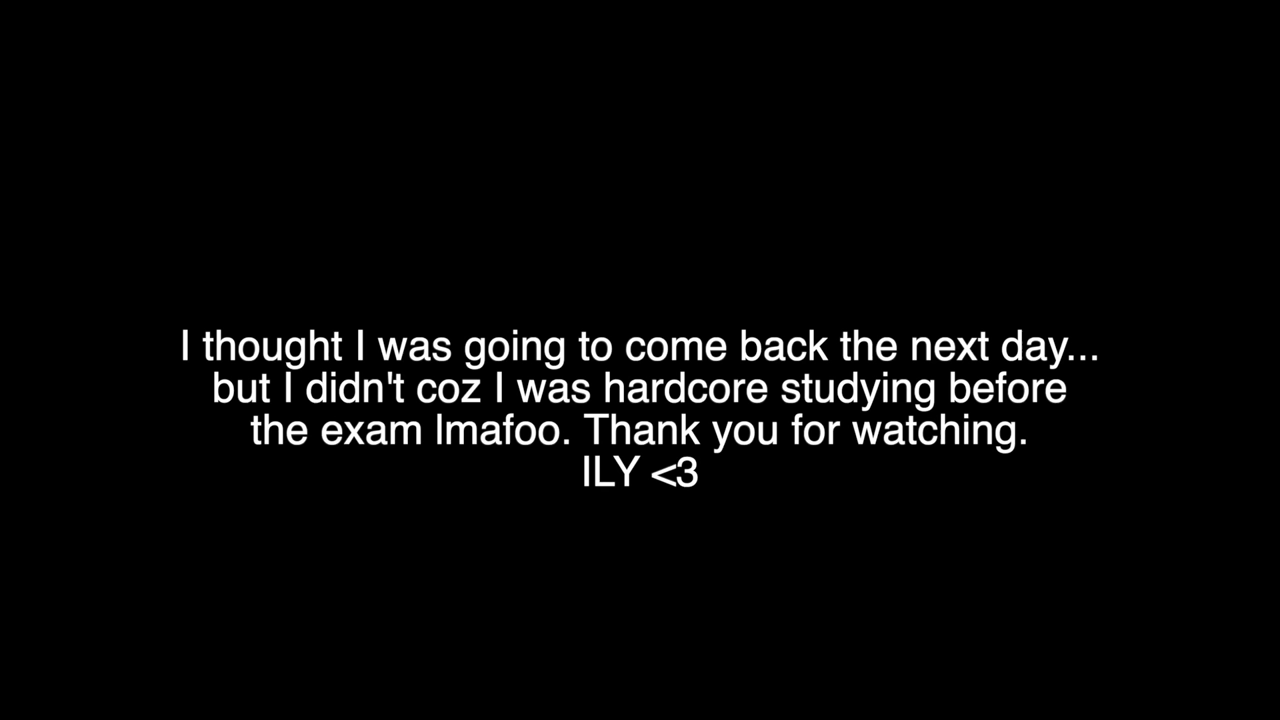 I thought I was going to come back the next day...
but I didn't coz I was hardcore studying before
the exam lmafoo. Thank you for watching.
ILY <3